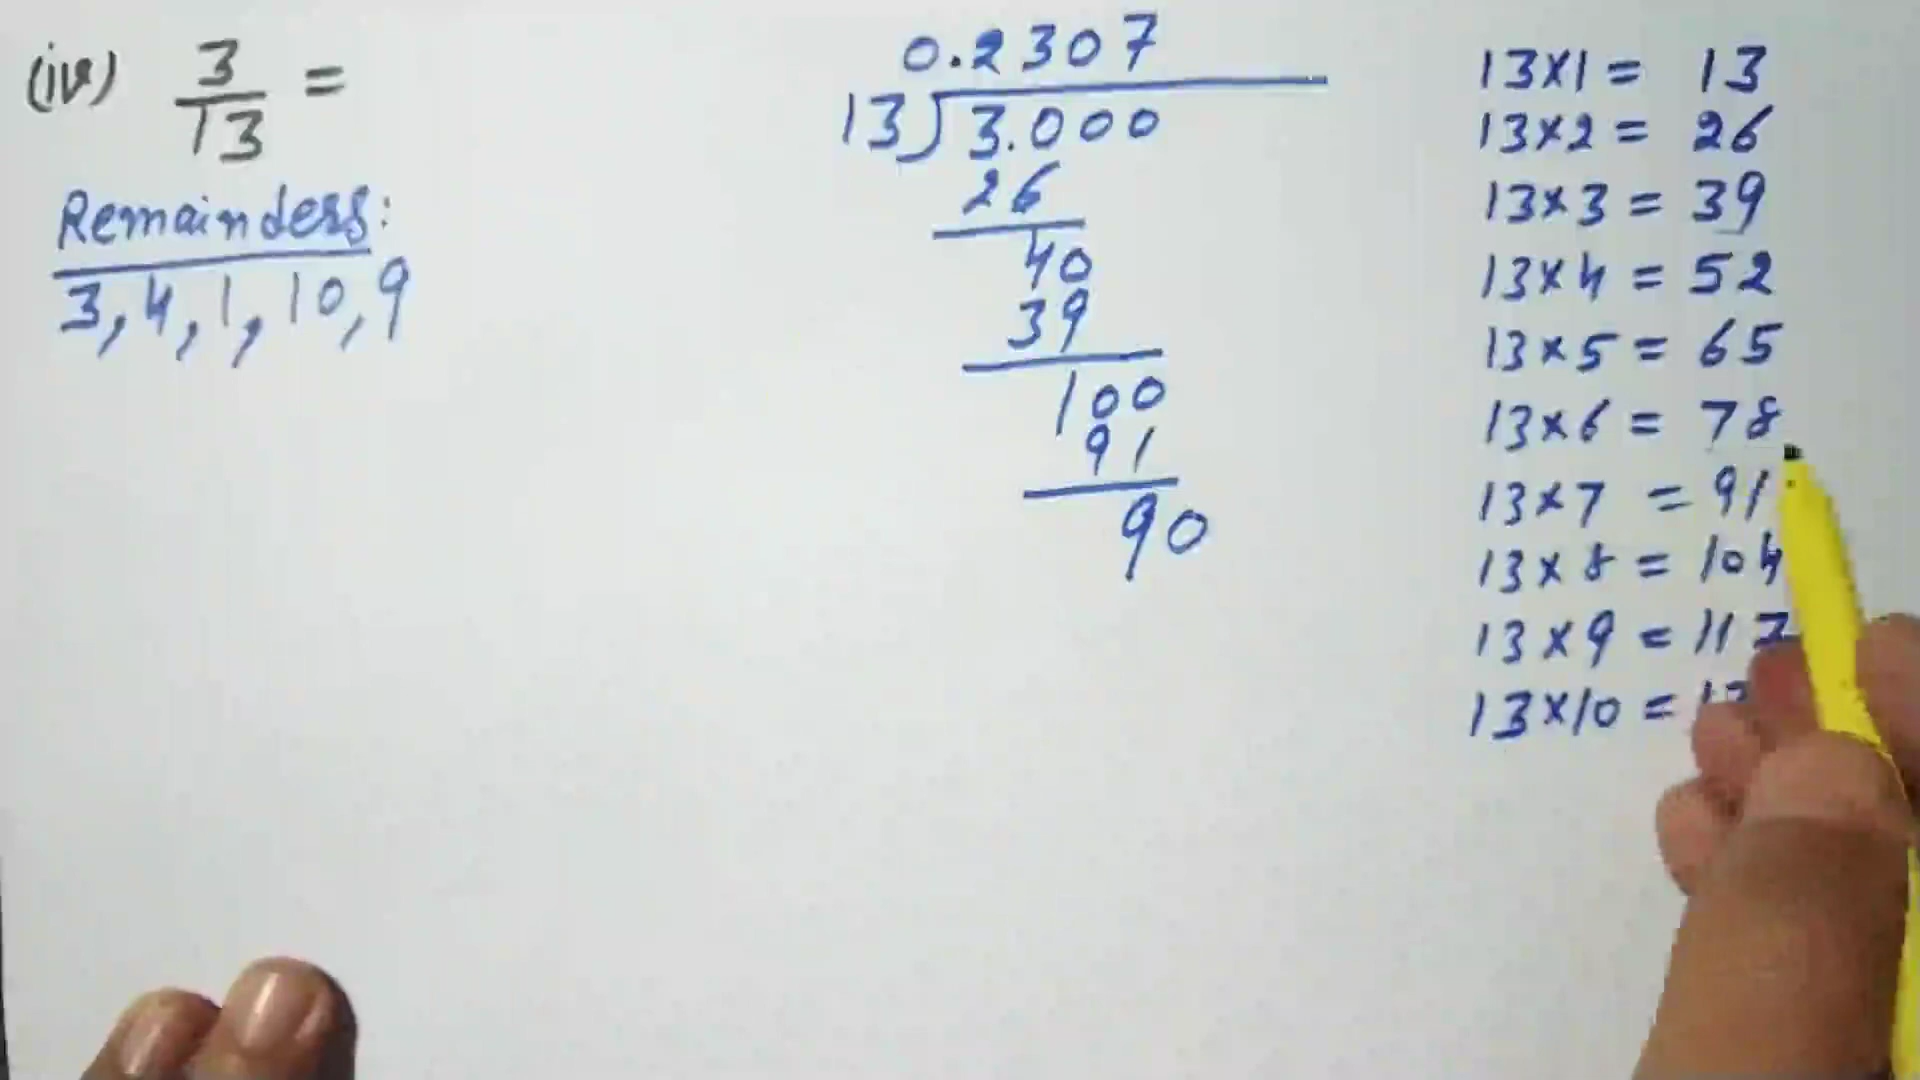 (iv) 3/13 =
Remainders:
3, 4, 1, 10, 9
0.2307
13)3.000
26
40
39
100
91
90
13×1 = 13
13×2 = 26
13×3 = 39
13×4 = 52
13×5 = 65
13×6 = 78
13×7 = 91
13×8 = 104
13×9 = 117
13×10 =